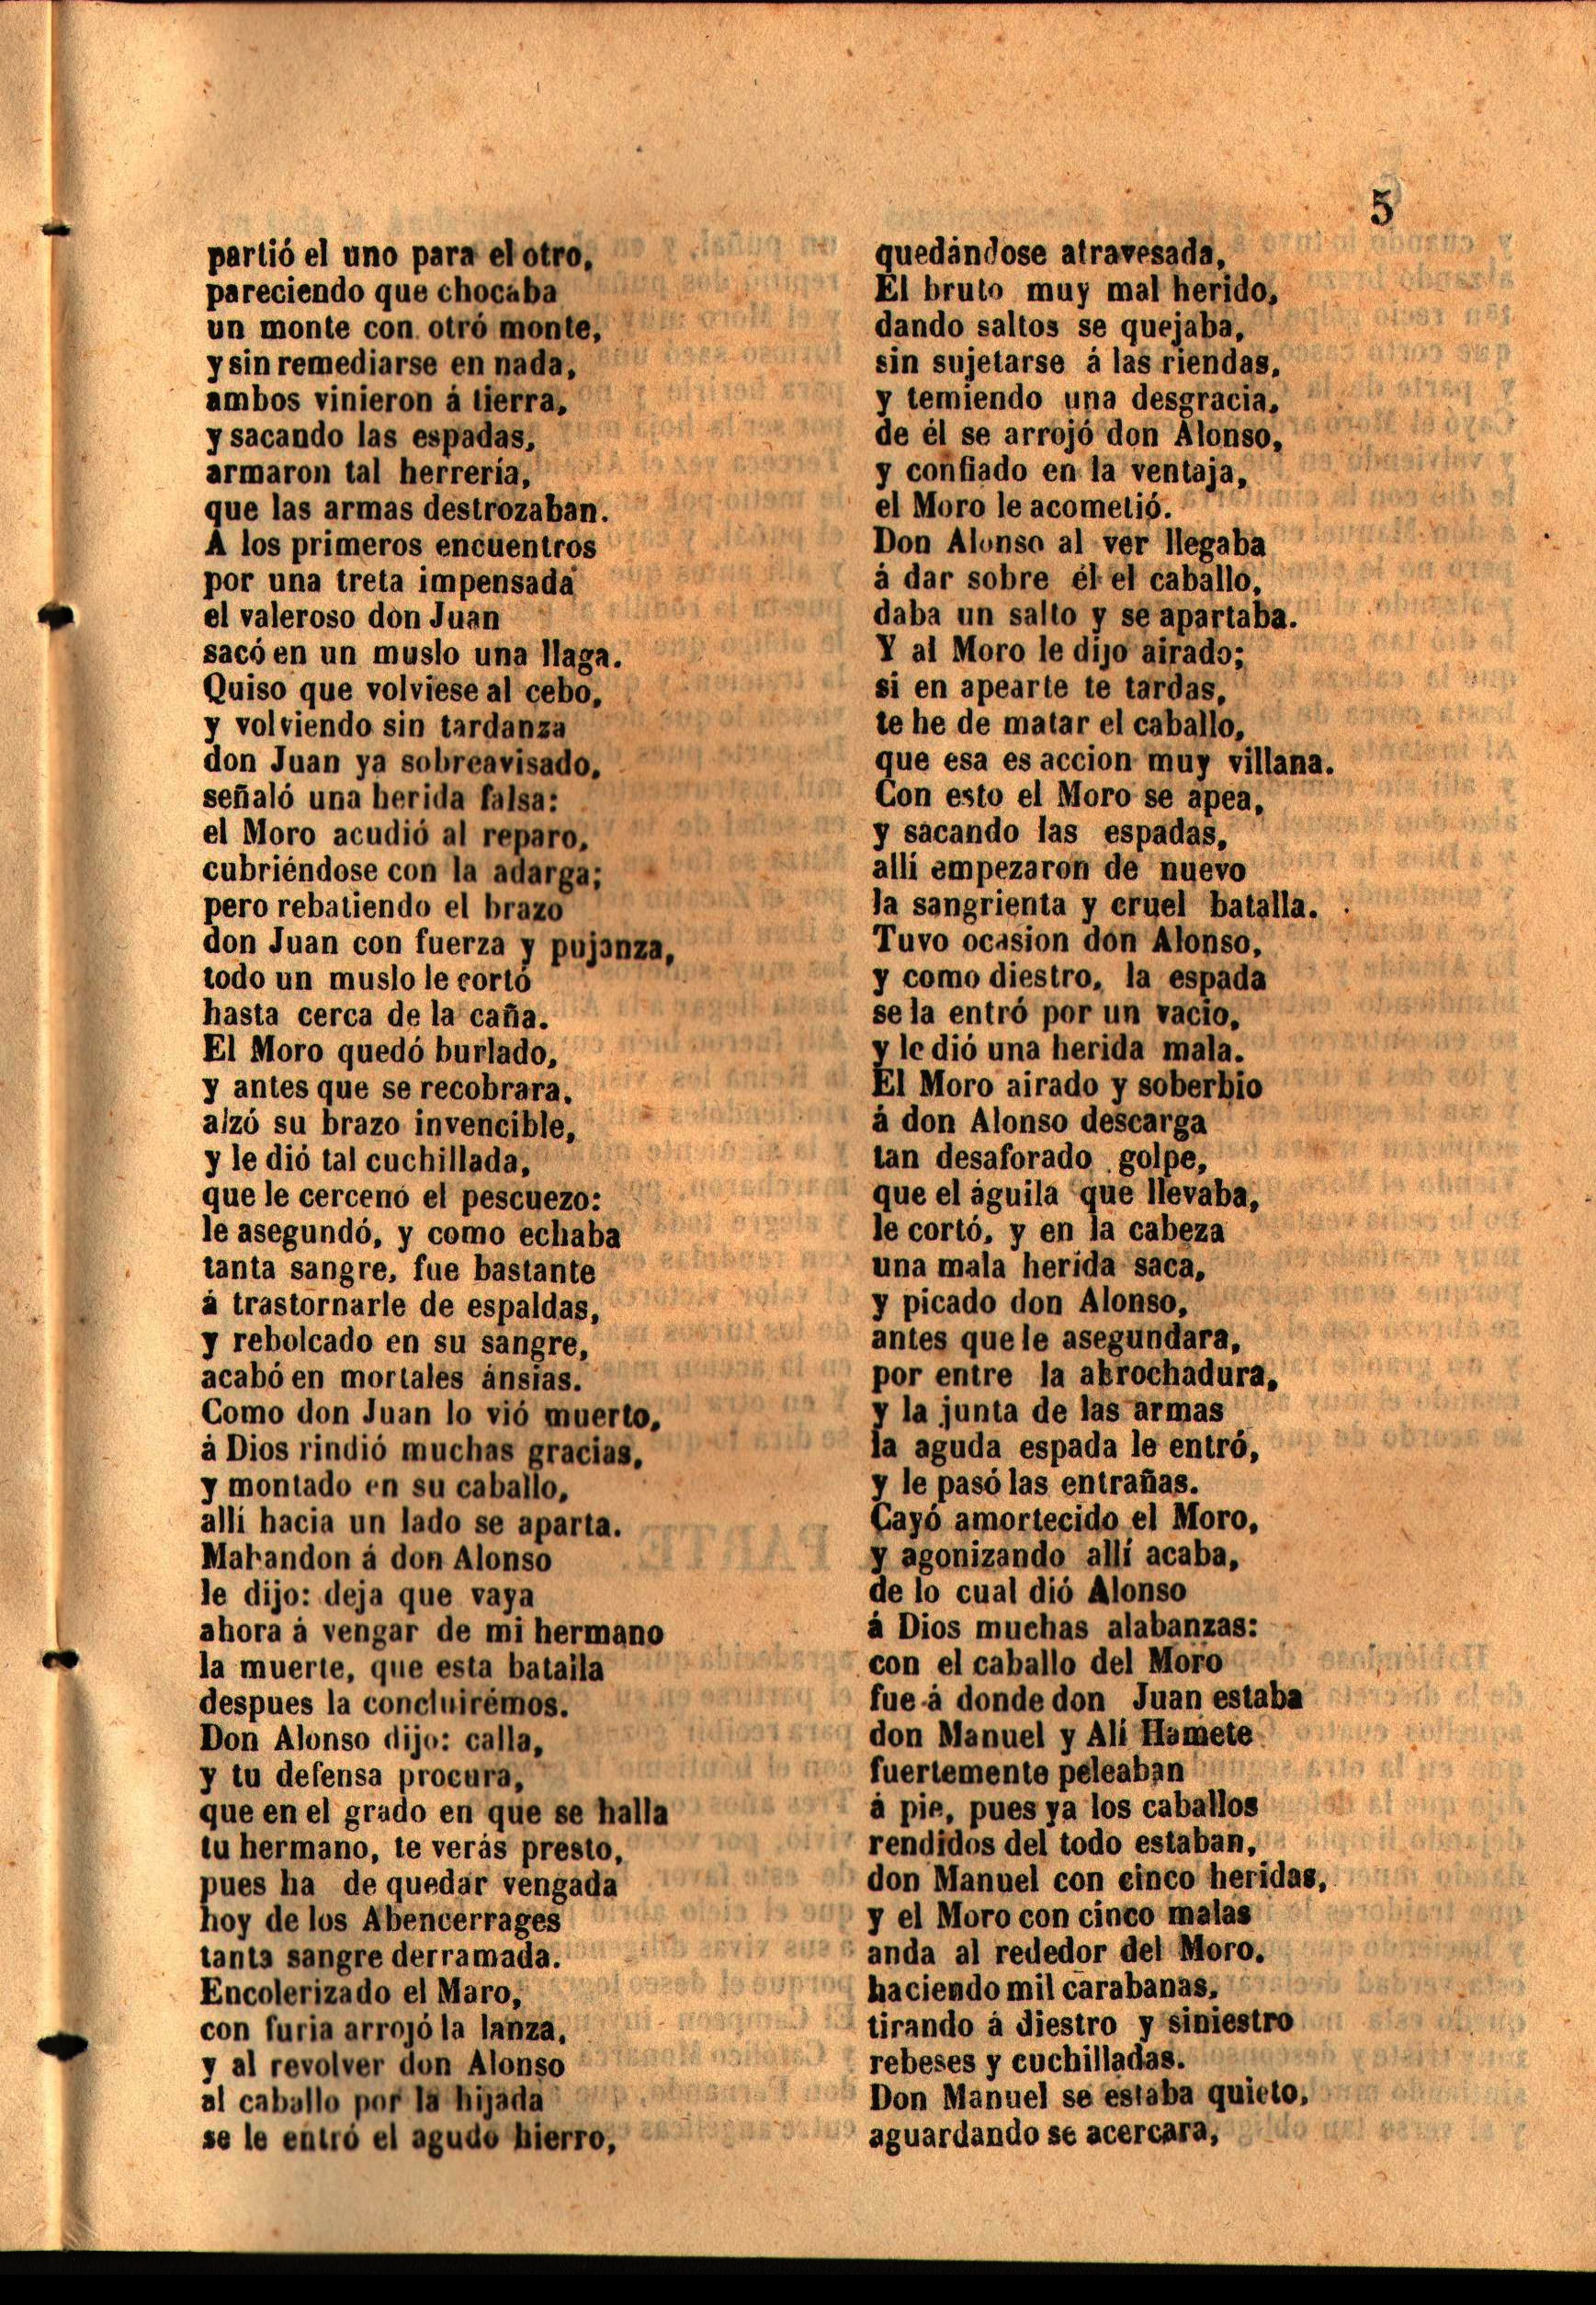 5
partió el uno para el otro,
pareciendo que chocaba
un monte con otró monte,
y sin remediarse en nada,
ambos vinieron á tierra,
y sacando las espadas,
armaron tal herrería,
que las armas destrozaban.
A los primeros encuentros
por una treta impensada
el valeroso don Juan
sacó en un muslo una llaga.
Quiso que volviese al cebo,
y volviendo sin tardanza
don Juan ya sobreavisado,
señaló una herida falsa:
el Moro acudió al reparo,
cubriéndose con la adarga;
pero rebatiendo el brazo
don Juan con fuerza y pujanza,
todo un muslo le cortó
hasta cerca de la caña.
El Moro quedó burlado,
y antes que se recobrara,
alzó su brazo invencible,
y le dió tal cuchillada,
que le cercenó el pescuezo:
le asegundó, y como echaba
tanta sangre, fue bastante
á trastornarle de espaldas,
y rebolcado en su sangre,
acabó en mortales ánsias.
Como don Juan lo vió muerto,
á Dios rindió muchas gracias,
y montado en su caballo,
allí hacia un lado se aparta.
Mahandon á don Alonso
le dijo: deja que vaya
ahora á vengar de mi hermano
la muerte, que esta batalla
despues la concluirémos.
Don Alonso dijo: calla,
y tu defensa procura,
que en el grado en que se halla
tu hermano, te verás presto,
pues ha de quedar vengada
hoy de los Abencerrages
tanta sangre derramada.
Encolerizado el Maro,
con furia arrojó la lanza,
y al revolver don Alonso
al caballo por la hijada
se le entró el agudo hierro,
quedándose atravesada,
El bruto muy mal herido,
dando saltos se quejaba,
sin sujetarse á las riendas,
y temiendo una desgracia,
de él se arrojó don Alonso,
y confiado en la ventaja,
el Moro le acometió.
Don Alonso al ver llegaba
á dar sobre él el caballo,
daba un salto y se apartaba.
Y al Moro le dijo airado;
si en apearte te tardas,
te he de matar el caballo,
que esa es accion muy villana.
Con esto el Moro se apea,
y sacando las espadas,
allí empezaron de nuevo
la sangrienta y cruel batalla.
Tuvo ocasion don Alonso,
y como diestro, la espada
se la entró por un vacio,
y le dió una herida mala.
El Moro airado y soberbio
á don Alonso descarga
tan desaforado golpe,
que el águila que llevaba,
le cortó, y en la cabeza
una mala herida saca,
y picado don Alonso,
antes que le asegundara,
por entre la abrochadura,
y la junta de las armas
la aguda espada le entró,
y le pasó las entrañas.
Cayó amortecido el Moro,
y agonizando allí acaba,
de lo cual dió Alonso
á Dios muchas alabanzas:
con el caballo del Moro
fue á donde don Juan estaba
don Manuel y Alí Hamete
fuertemente peleaban
á pie, pues ya los caballos
rendidos del todo estaban,
don Manuel con cinco heridas,
y el Moro con cinco malas
anda al rededor del Moro,
haciendo mil carabanas,
tirando á diestro y siniestro
rebeses y cuchilladas.
Don Manuel se estaba quieto,
aguardando se acercara,